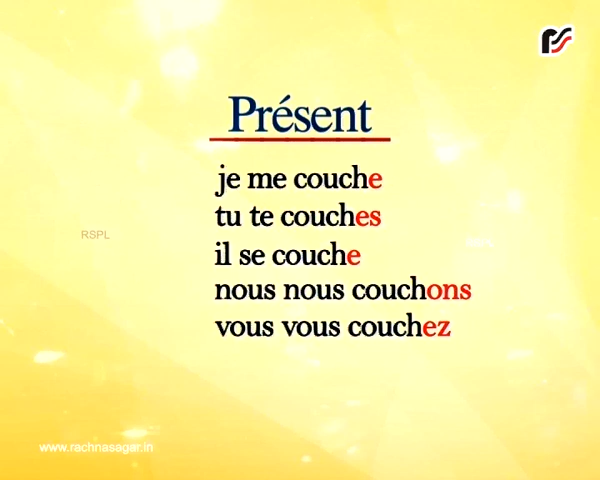 Présent
je me couche
tu te couches
RSPL
il se couche
nous nous couchons
vous vous couchez
www.rachnasagar.in